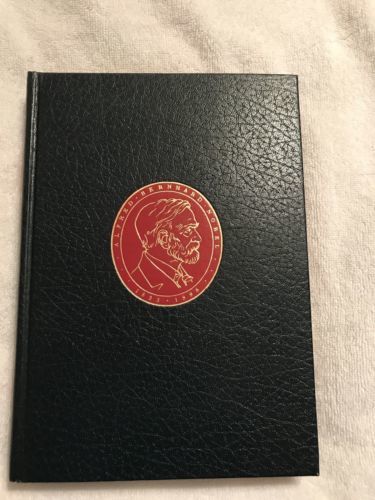 · ALFRED · BERNHARD · NOBEL ·
1833 · 1896